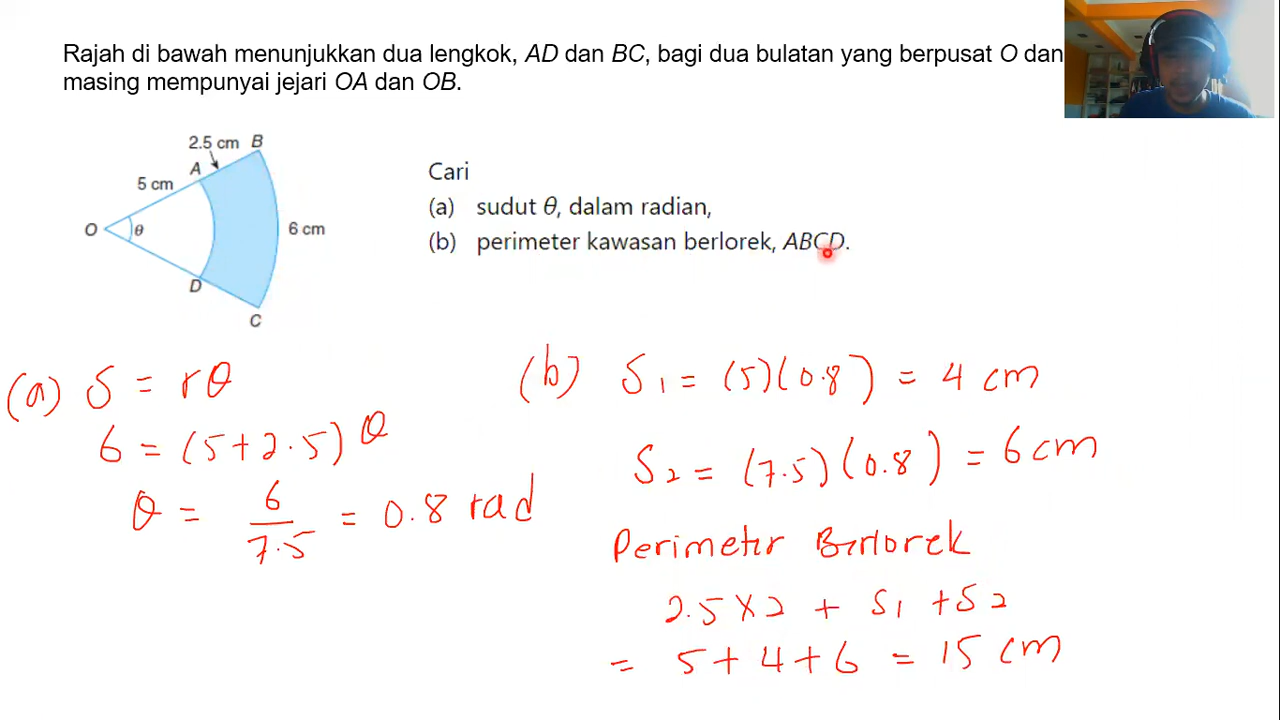 Rajah di bawah menunjukkan dua lengkok, AD dan BC, bagi dua bulatan yang berpusat O dan
masing mempunyai jejari OA dan OB.
2.5 cm B
A
5 cm
O θ 6 cm
D
C
Cari
(a) sudut θ, dalam radian,
(b) perimeter kawasan berlorek, ABCD.
(a) S = rθ
6 = (5+2.5)θ
θ = 6/7.5 = 0.8 rad
(b) S1 = (5)(0.8) = 4 cm
S2 = (7.5)(0.8) = 6 cm
Perimeter Berlorek
2.5 × 2 + S1 + S2
= 5 + 4 + 6 = 15 cm